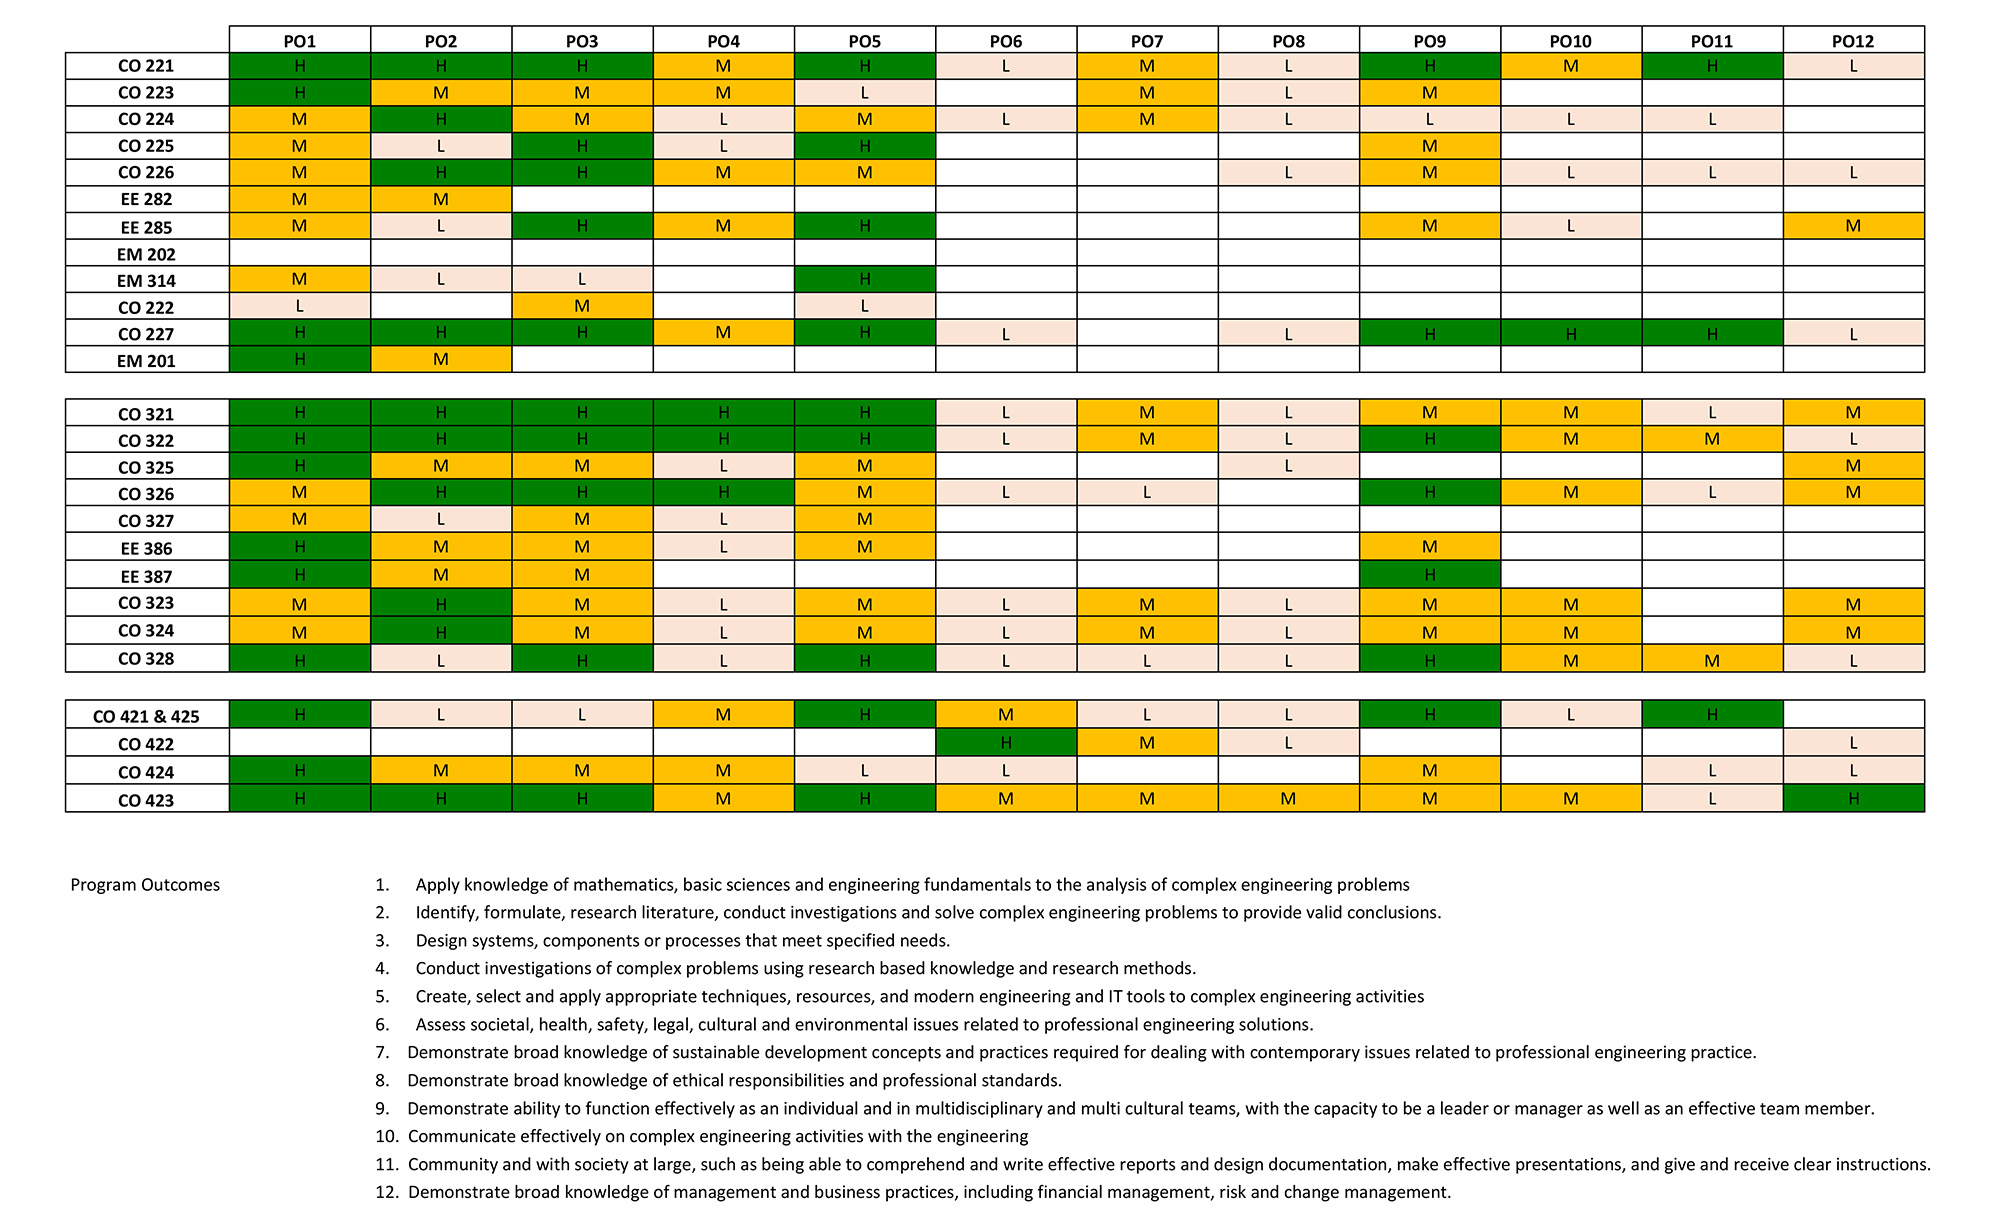 PO1 PO2 PO3 PO4 PO5 PO6 PO7 PO8 PO9 PO10 PO11 PO12
CO 221 H H H M H L M L H M H L
CO 223 H M M M L M L M
CO 224 M H M L M L M L L L L
CO 225 M L H L H M
CO 226 M H H M M L M L L L
EE 282 M M
EE 285 M L H M H M L M
EM 202
EM 314 M L L H
CO 222 L M L
CO 227 H H H M H L L H H H L
EM 201 H M
CO 321 H H H H H L M L M M L M
CO 322 H H H H H L M L H M M L
CO 325 H M M L M L M
CO 326 M H H H M L L H M L M
CO 327 M L M L M
EE 386 H M M L M M
EE 387 H M M H
CO 323 M H M L M L M L M M M
CO 324 M H M L M L M L M M M
CO 328 H L H L H L L L H M M L
CO 421 & 425 H L L M H M L L H L H
CO 422 H M L L
CO 424 H M M M L L M L L
CO 423 H H H M H M M M M M L H
Program Outcomes 1. Apply knowledge of mathematics, basic sciences and engineering fundamentals to the analysis of complex engineering problems
2. Identify, formulate, research literature, conduct investigations and solve complex engineering problems to provide valid conclusions.
3. Design systems, components or processes that meet specified needs.
4. Conduct investigations of complex problems using research based knowledge and research methods.
5. Create, select and apply appropriate techniques, resources, and modern engineering and IT tools to complex engineering activities
6. Assess societal, health, safety, legal, cultural and environmental issues related to professional engineering solutions.
7. Demonstrate broad knowledge of sustainable development concepts and practices required for dealing with contemporary issues related to professional engineering practice.
8. Demonstrate broad knowledge of ethical responsibilities and professional standards.
9. Demonstrate ability to function effectively as an individual and in multidisciplinary and multi cultural teams, with the capacity to be a leader or manager as well as an effective team member.
10. Communicate effectively on complex engineering activities with the engineering
11. Community and with society at large, such as being able to comprehend and write effective reports and design documentation, make effective presentations, and give and receive clear instructions.
12. Demonstrate broad knowledge of management and business practices, including financial management, risk and change management.